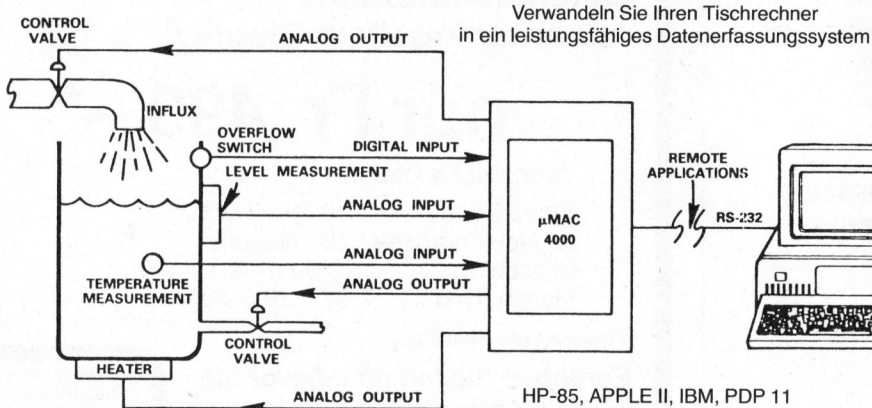 Verwandeln Sie Ihren Tischrechner
in ein leistungsfähiges Datenerfassungssystem
CONTROL
VALVE
ANALOG OUTPUT
INFLUX
OVERFLOW
SWITCH
DIGITAL INPUT
LEVEL MEASUREMENT
ANALOG INPUT
ANALOG INPUT
TEMPERATURE
MEASUREMENT
ANALOG OUTPUT
CONTROL
VALVE
HEATER
ANALOG OUTPUT
µMAC
4000
REMOTE
APPLICATIONS
RS-232
HP-85, APPLE II, IBM, PDP 11